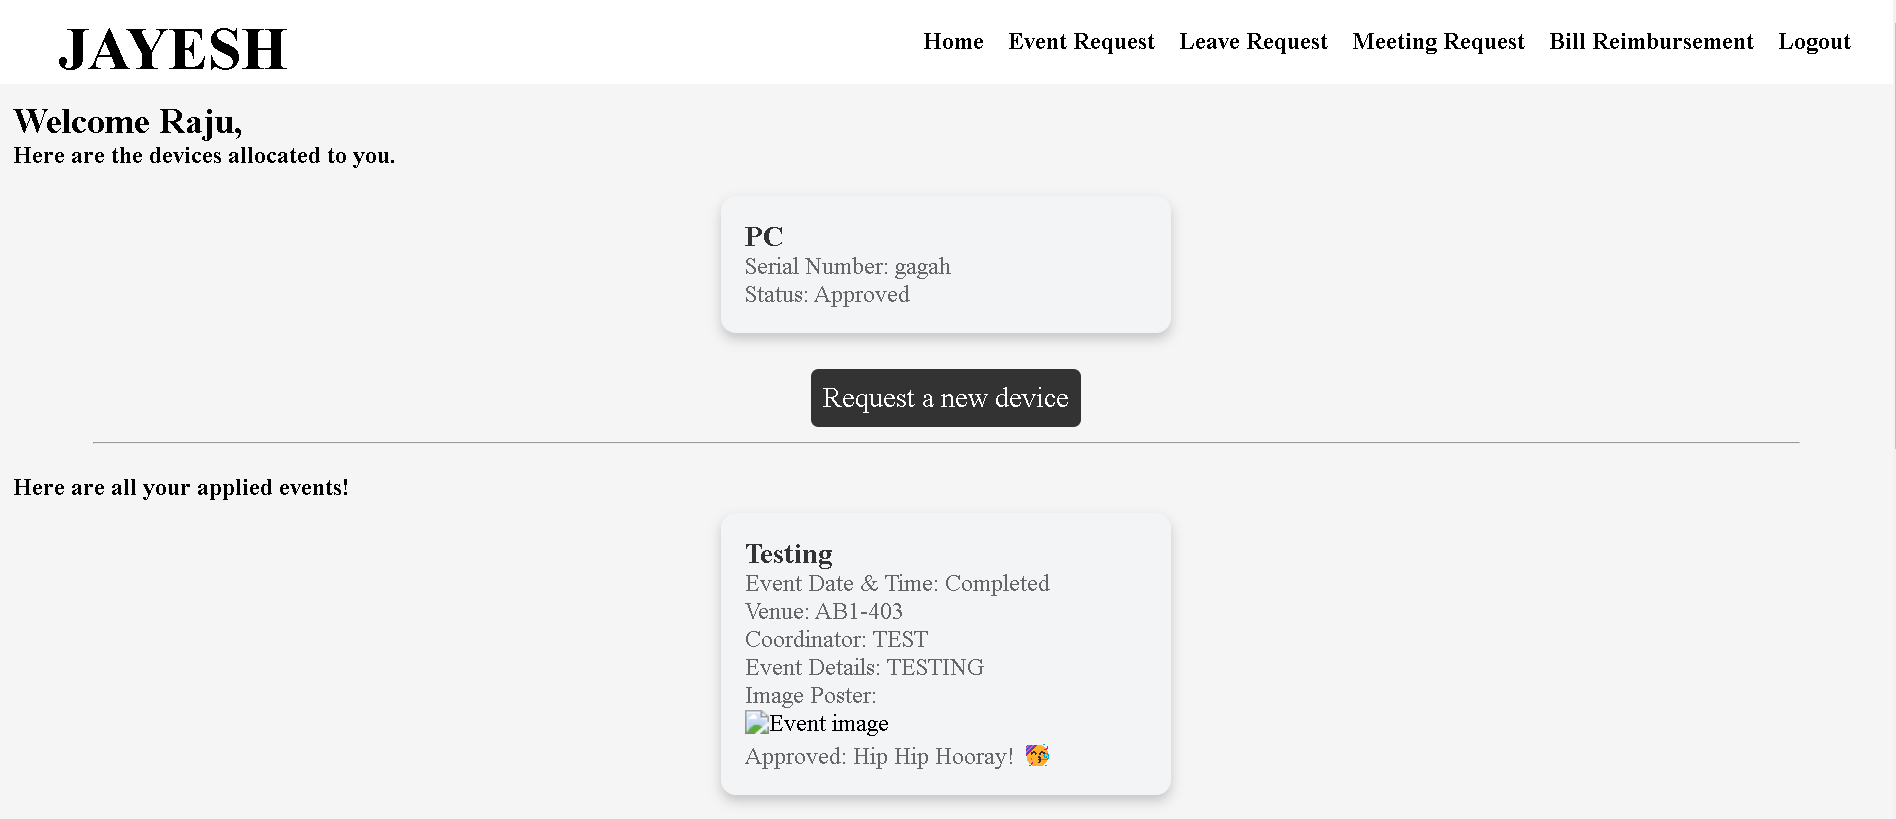 JAYESH
Home Event Request Leave Request Meeting Request Bill Reimbursement Logout
Welcome Raju,
Here are the devices allocated to you.
PC
Serial Number: gagah
Status: Approved
Request a new device
Here are all your applied events!
Testing
Event Date & Time: Completed
Venue: AB1-403
Coordinator: TEST
Event Details: TESTING
Image Poster:
Event image
Approved: Hip Hip Hooray! 🥳